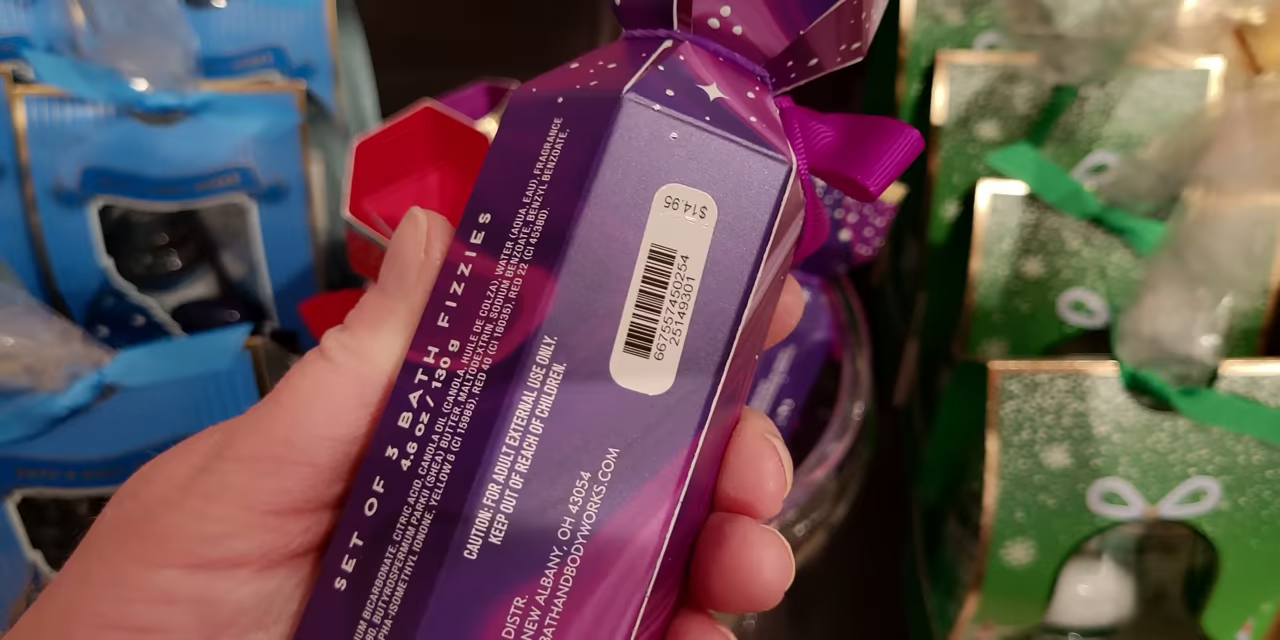 SET OF 3 BATH FIZZIES
4.6 OZ / 130 g
UM BICARBONATE, CITRIC ACID, CANOLA OIL (CANOLA, HUILE DE COLZA), WATER (AQUA, EAU), FRAGRANCE
80, BUTYROSPERMUM PARKII (SHEA) BUTTER, MALTODEXTRIN, SODIUM BENZOATE, BENZYL BENZOATE,
PHA-ISOMETHYL IONONE, YELLOW 6 (CI 15985), RED 40 (CI 16035), RED 22 (CI 45380).
CAUTION: FOR ADULT EXTERNAL USE ONLY.
KEEP OUT OF REACH OF CHILDREN.
DISTR.
NEW ALBANY, OH 43054
BATHANDBODYWORKS.COM
$14.95
667557450254
25149301